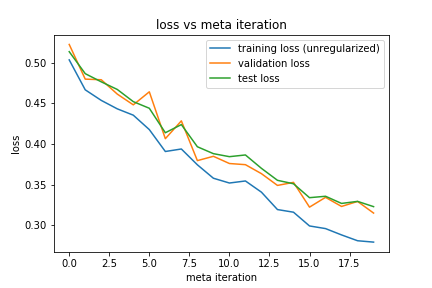 loss vs meta iteration
training loss (unregularized)
validation loss
test loss
loss
0.50
0.45
0.40
0.35
0.30
0.0 2.5 5.0 7.5 10.0 12.5 15.0 17.5
meta iteration